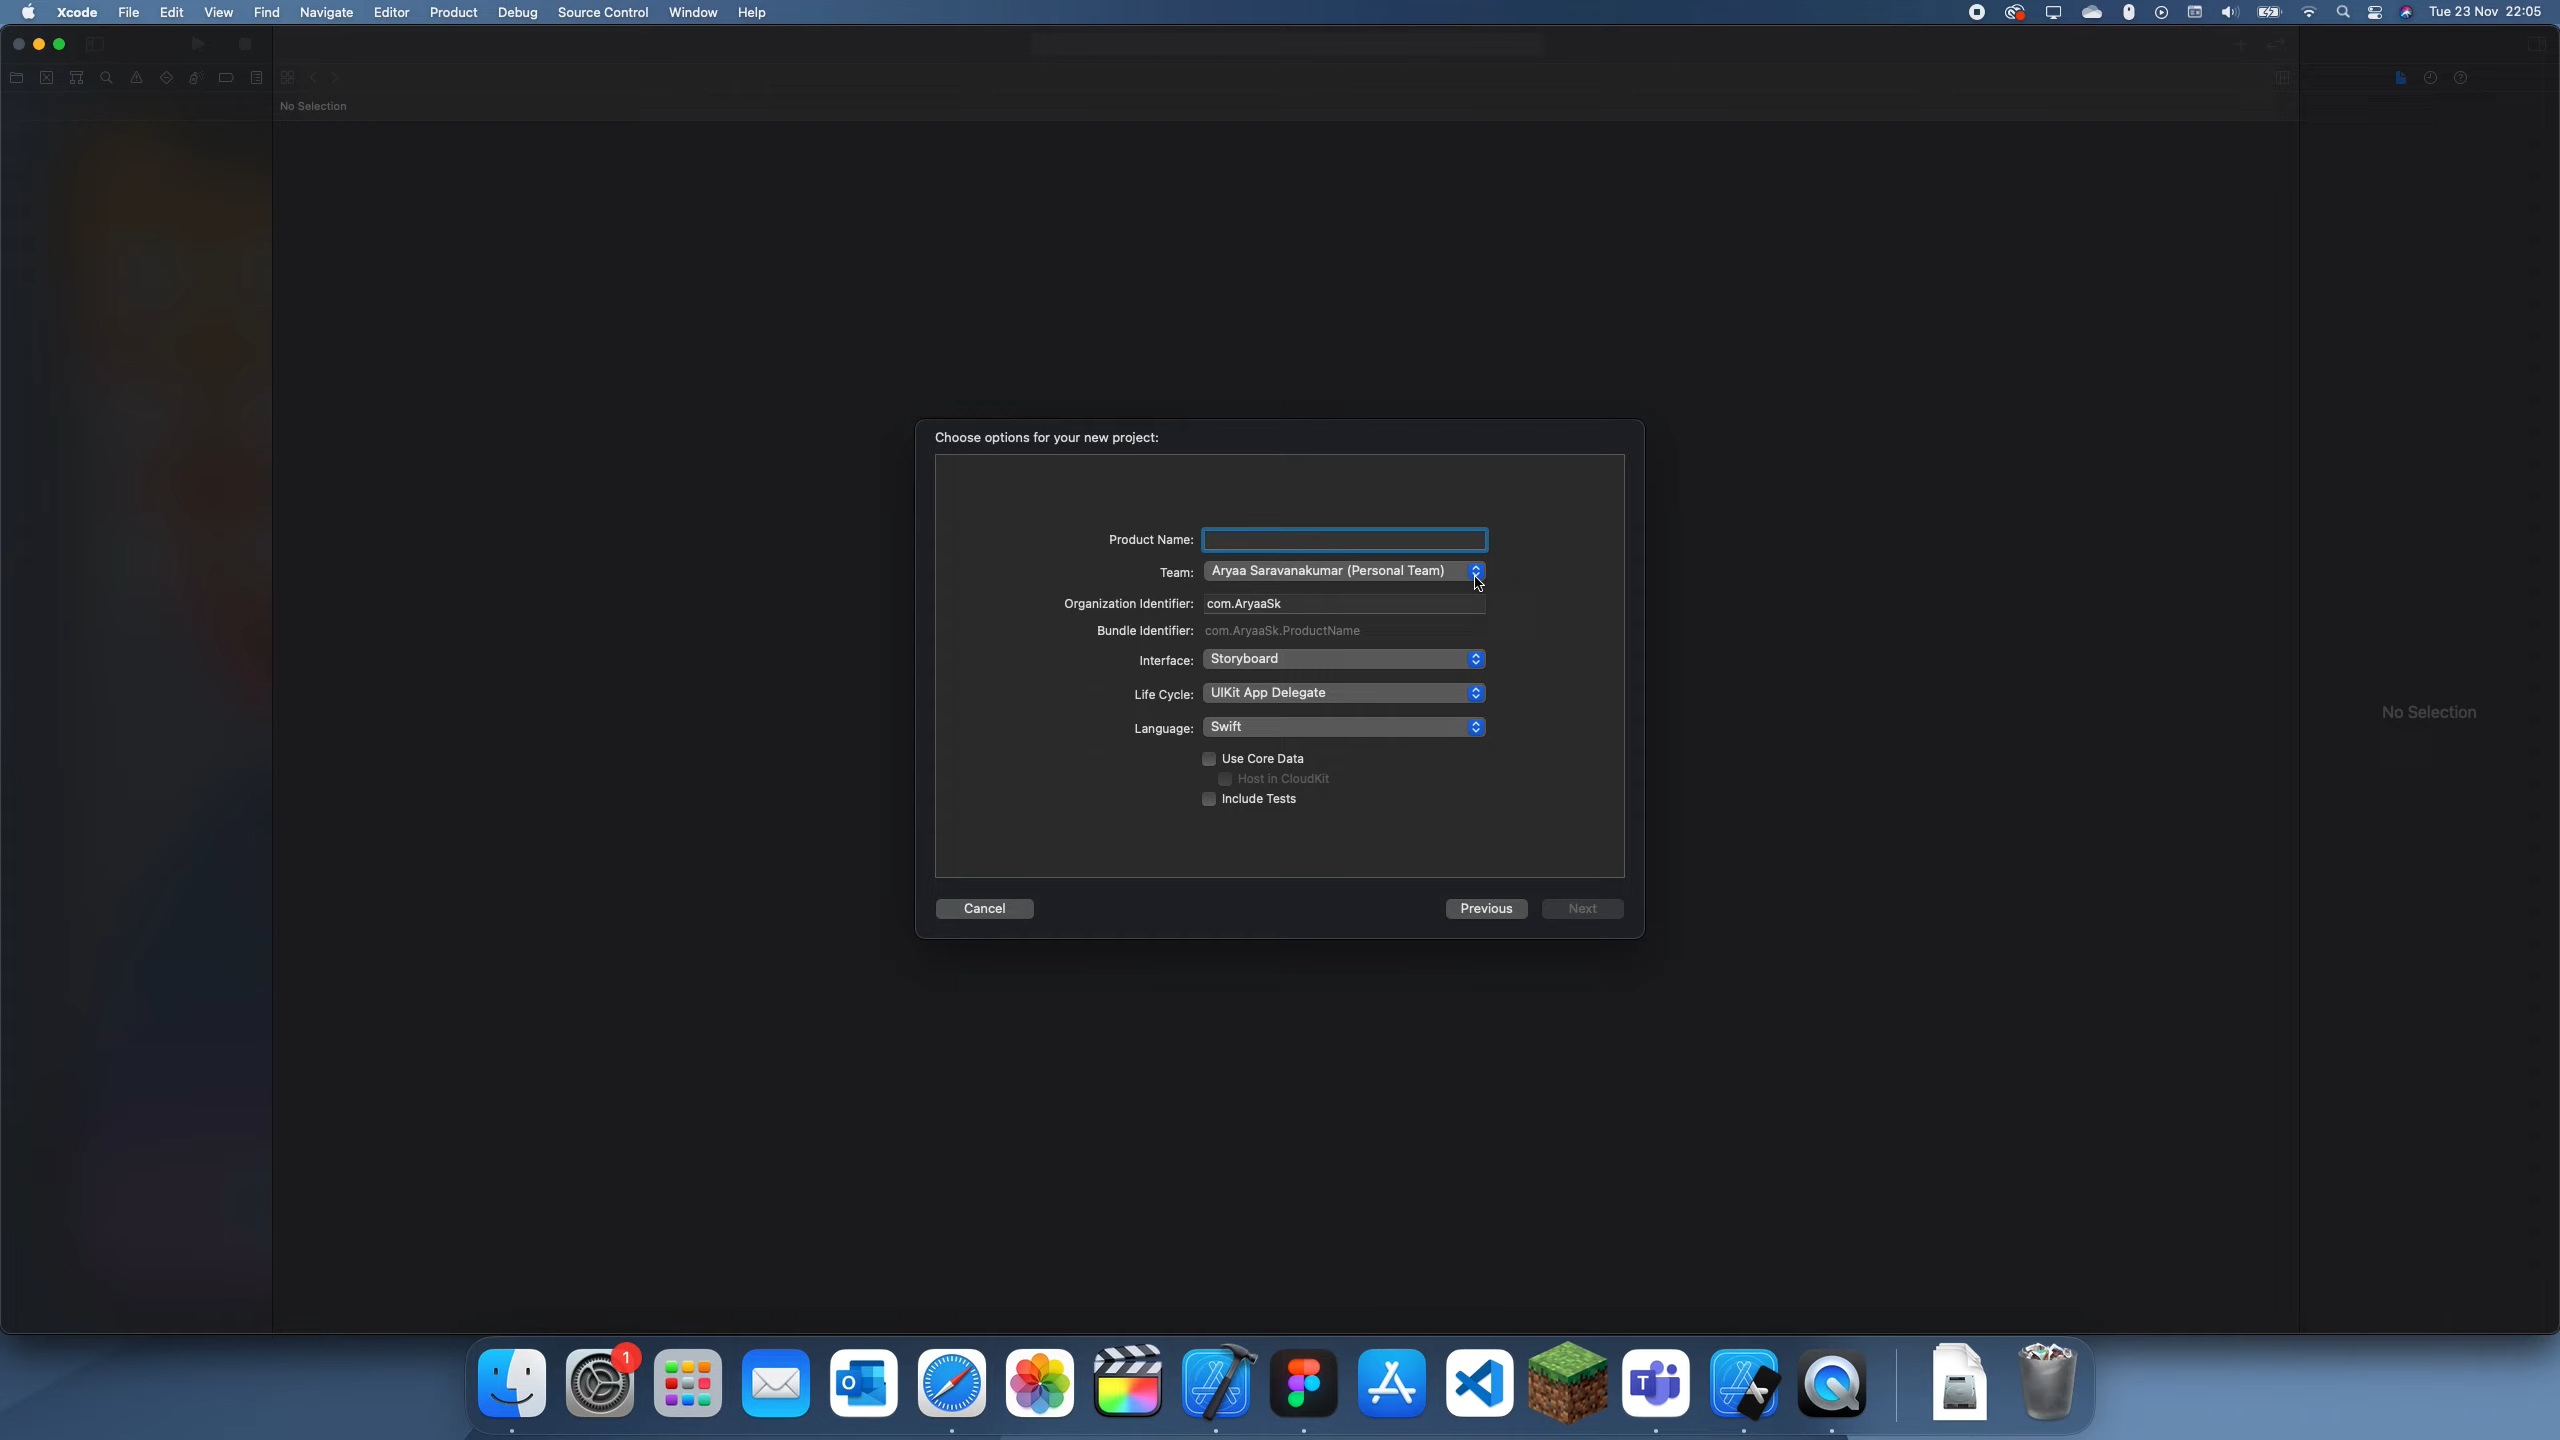 Xcode File Edit View Find Navigate Editor Product Debug Source Control Window Help Tue 23 Nov 22:05
No Selection
Choose options for your new project:
Product Name:
Team: Aryaa Saravanakumar (Personal Team)
Organization Identifier: com.AryaaSk
Bundle Identifier: com.AryaaSk.ProductName
Interface: Storyboard
Life Cycle: UIKit App Delegate
Language: Swift
Use Core Data
Host in CloudKit
Include Tests
No Selection
Cancel Previous Next
1